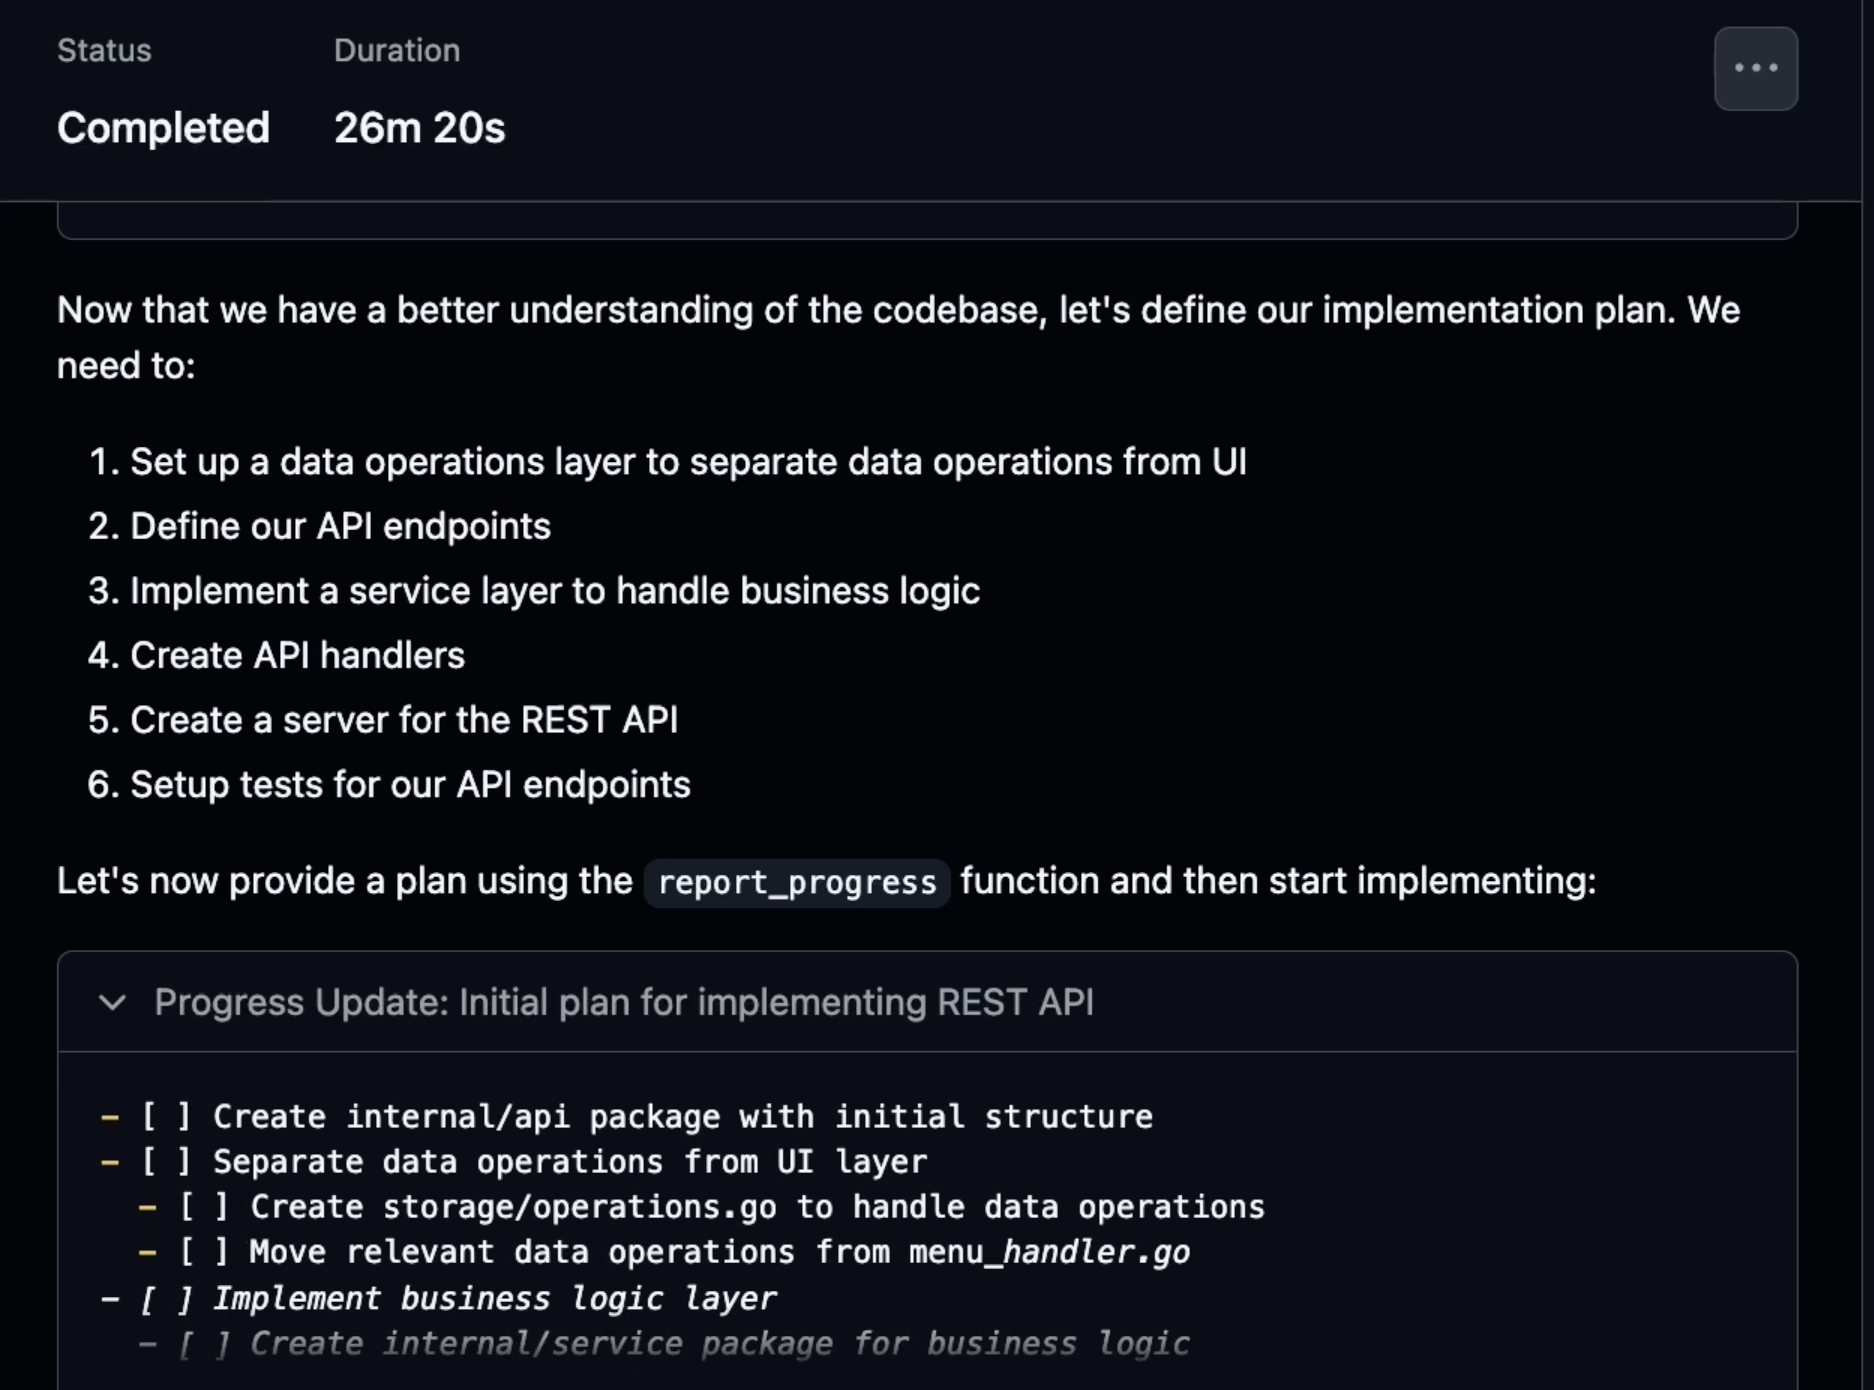 Status Duration
Completed 26m 20s
Now that we have a better understanding of the codebase, let's define our implementation plan. We
need to:
1. Set up a data operations layer to separate data operations from UI
2. Define our API endpoints
3. Implement a service layer to handle business logic
4. Create API handlers
5. Create a server for the REST API
6. Setup tests for our API endpoints
Let's now provide a plan using the report_progress function and then start implementing:
Progress Update: Initial plan for implementing REST API
- [ ] Create internal/api package with initial structure
- [ ] Separate data operations from UI layer
- [ ] Create storage/operations.go to handle data operations
- [ ] Move relevant data operations from menu_handler.go
- [ ] Implement business logic layer
- [ ] Create internal/service package for business logic